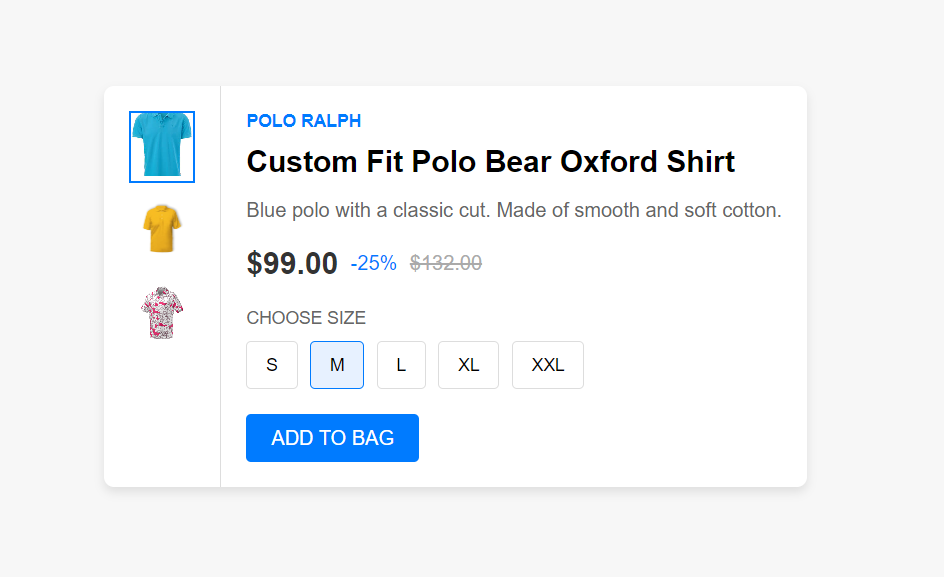 POLO RALPH
Custom Fit Polo Bear Oxford Shirt
Blue polo with a classic cut. Made of smooth and soft cotton.
$99.00 -25% $132.00
CHOOSE SIZE
S M L XL XXL
ADD TO BAG